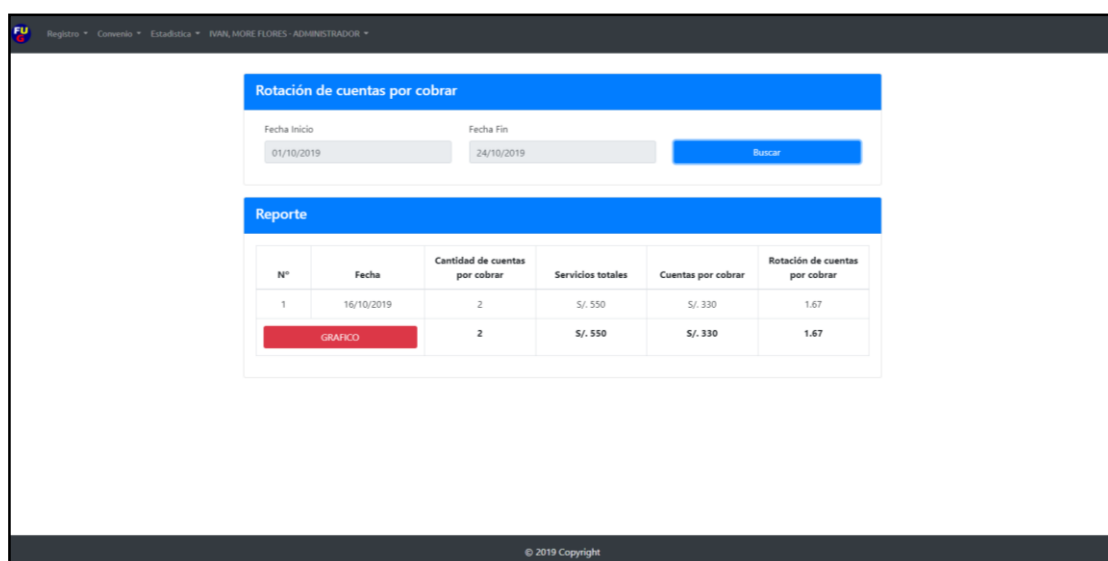 FU
G
Registro Convenio Estadística IVAN, MORE FLORES - ADMINISTRADOR
Rotación de cuentas por cobrar
Fecha Inicio Fecha Fin
01/10/2019 24/10/2019 Buscar
Reporte
Nº Fecha Cantidad de cuentas por cobrar Servicios totales Cuentas por cobrar Rotación de cuentas por cobrar
1 16/10/2019 2 S/. 550 S/. 330 1.67
GRAFICO 2 S/. 550 S/. 330 1.67
© 2019 Copyright